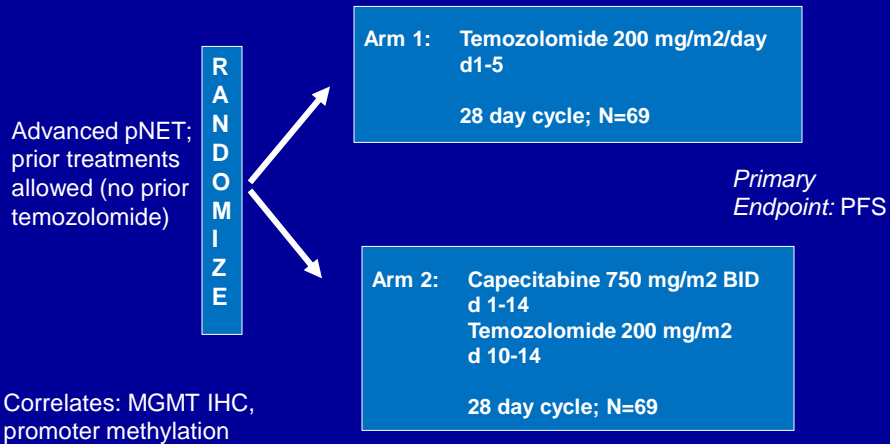 Advanced pNET;
prior treatments
allowed (no prior
temozolomide)
R
A
N
D
O
M
I
Z
E
Arm 1: Temozolomide 200 mg/m2/day
d1-5
28 day cycle; N=69
Primary
Endpoint: PFS
Arm 2: Capecitabine 750 mg/m2 BID
d 1-14
Temozolomide 200 mg/m2
d 10-14
28 day cycle; N=69
Correlates: MGMT IHC,
promoter methylation